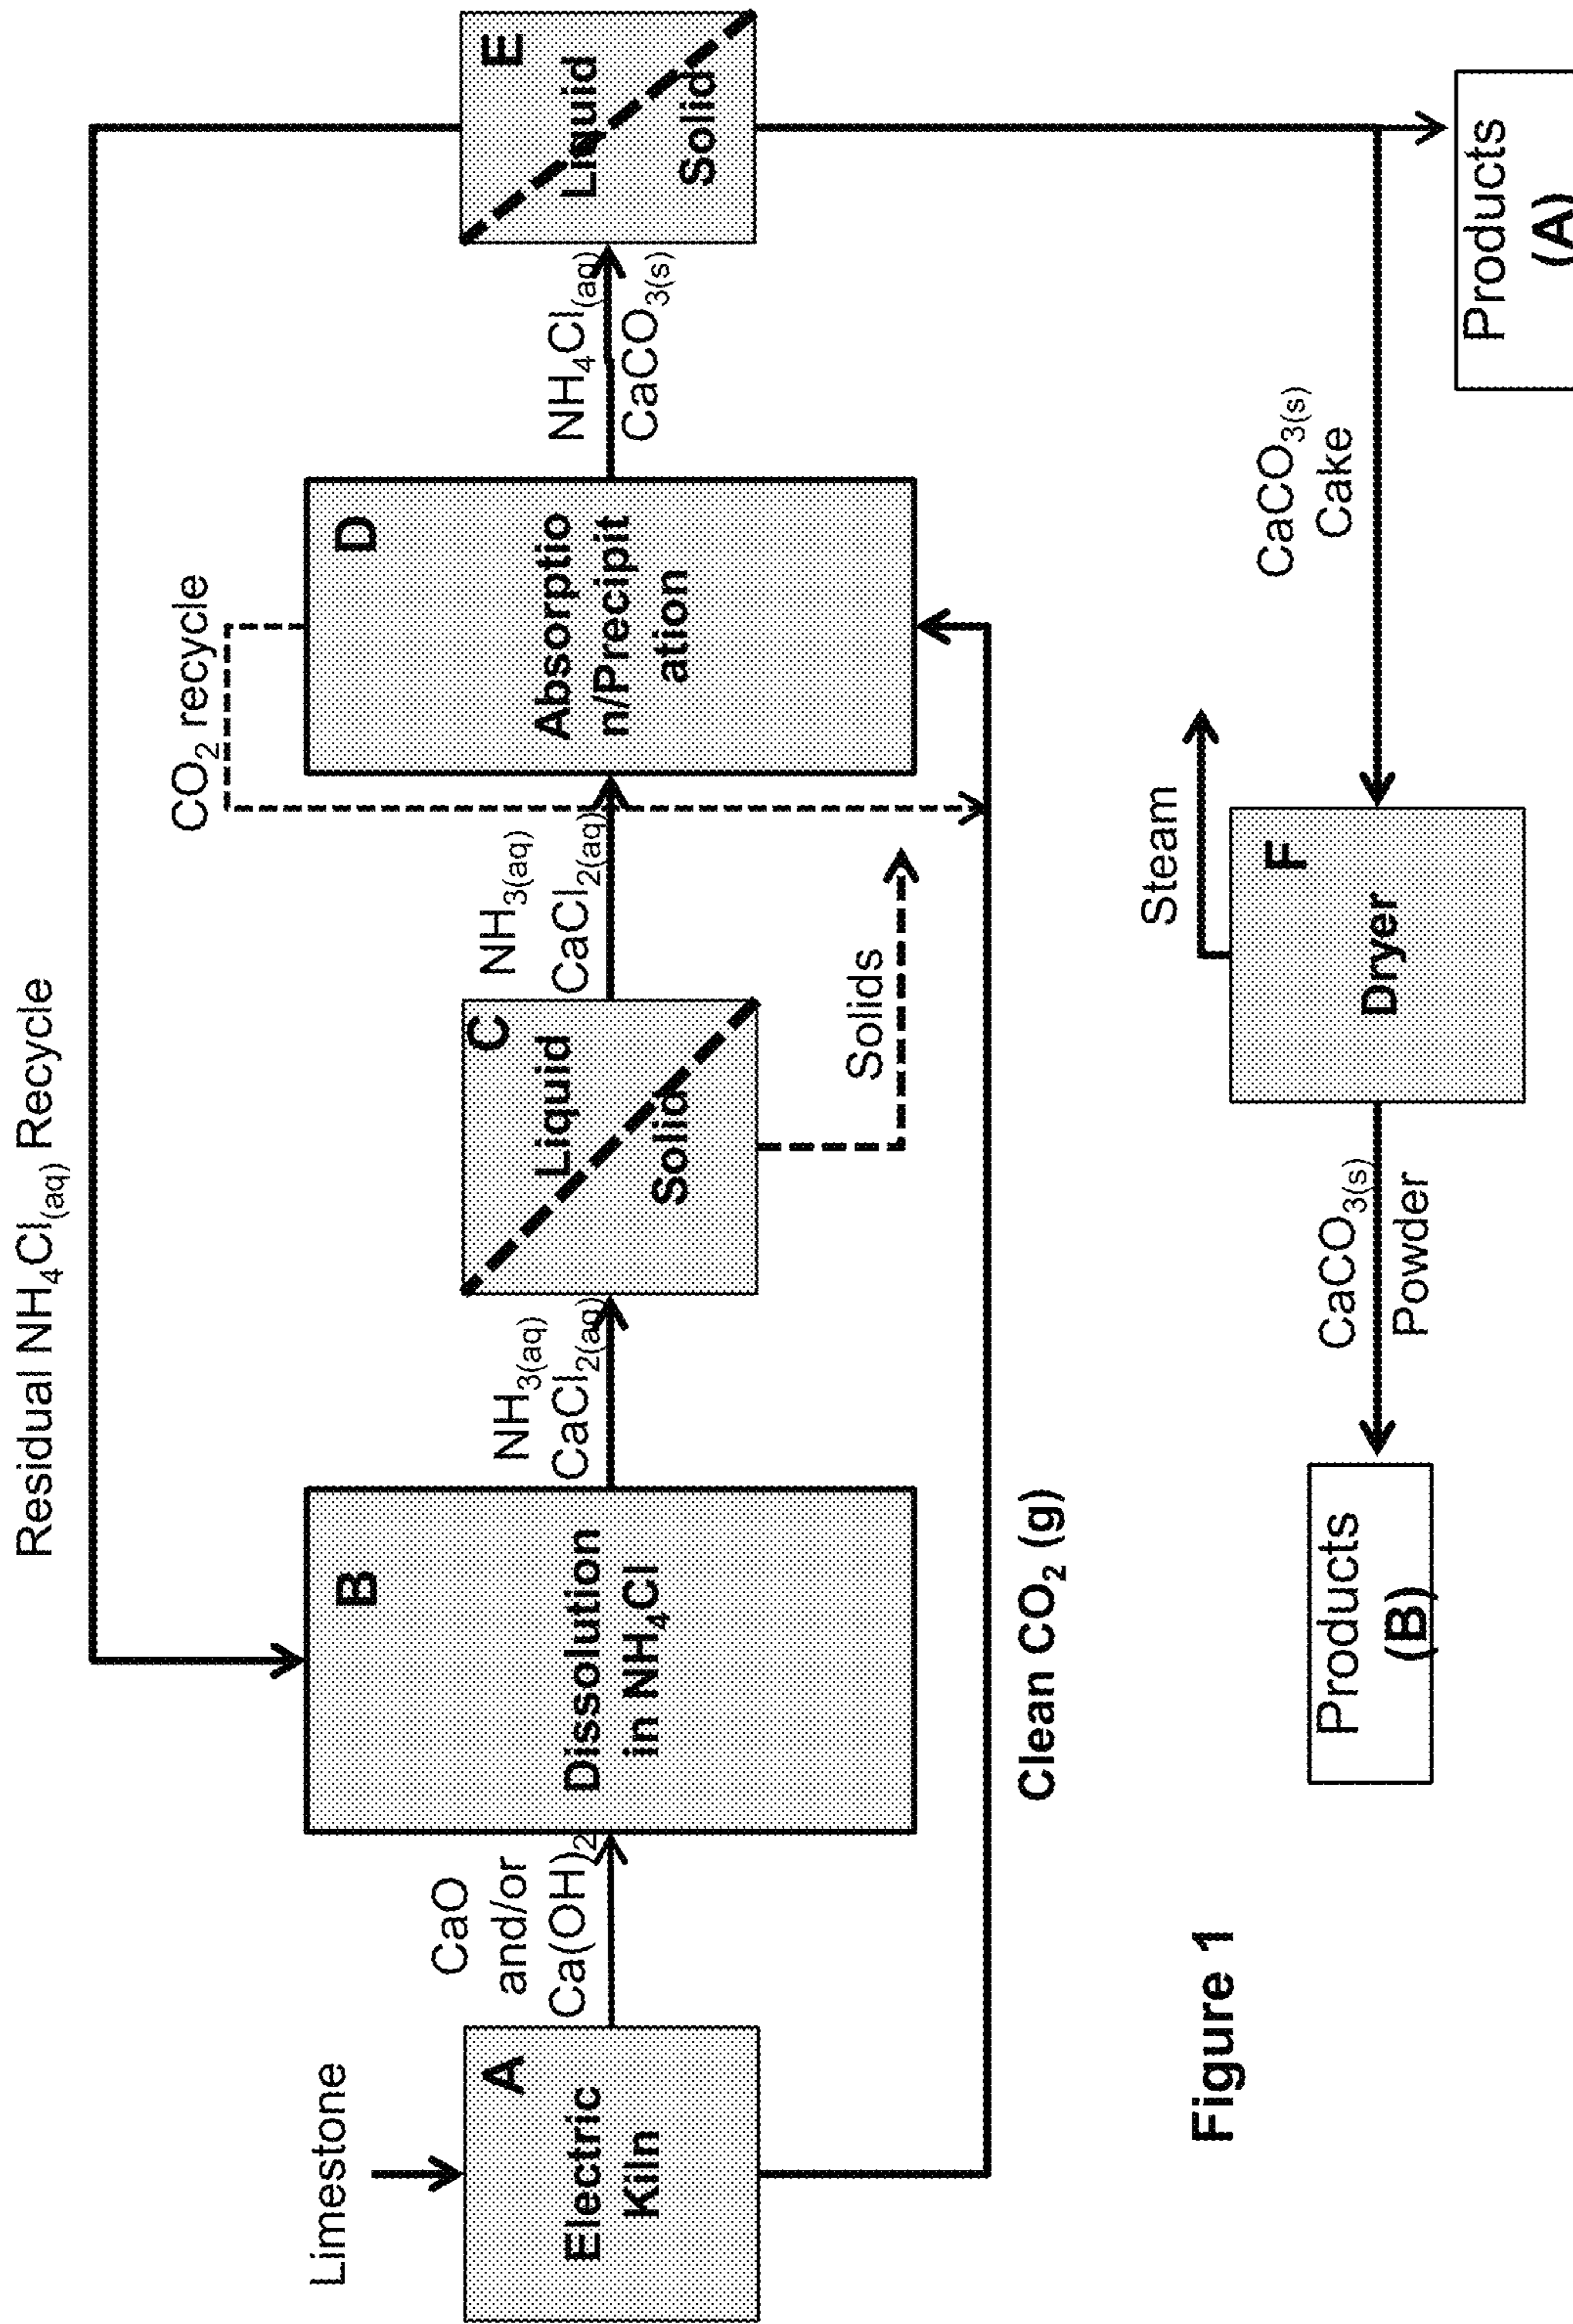 Residual NH₄Cl₍aq₎ Recycle
CO₂ recycle
Limestone
A
Electric
Kiln
CaO
and/or
Ca(OH)₂
B
Dissolution
in NH₄Cl
NH₃₍aq₎
CaCl₂₍aq₎
C
Liquid
Solid
Solids
NH₃₍aq₎
CaCl₂₍aq₎
D
Absorptio
n/Precipit
ation
NH₄Cl₍aq₎
CaCO₃₍s₎
E
Liquid
Solid
Clean CO₂ (g)
Steam
CaCO₃₍s₎
Cake
F
Dryer
CaCO₃₍s₎
Powder
Products
(B)
Products
(A)
Figure 1